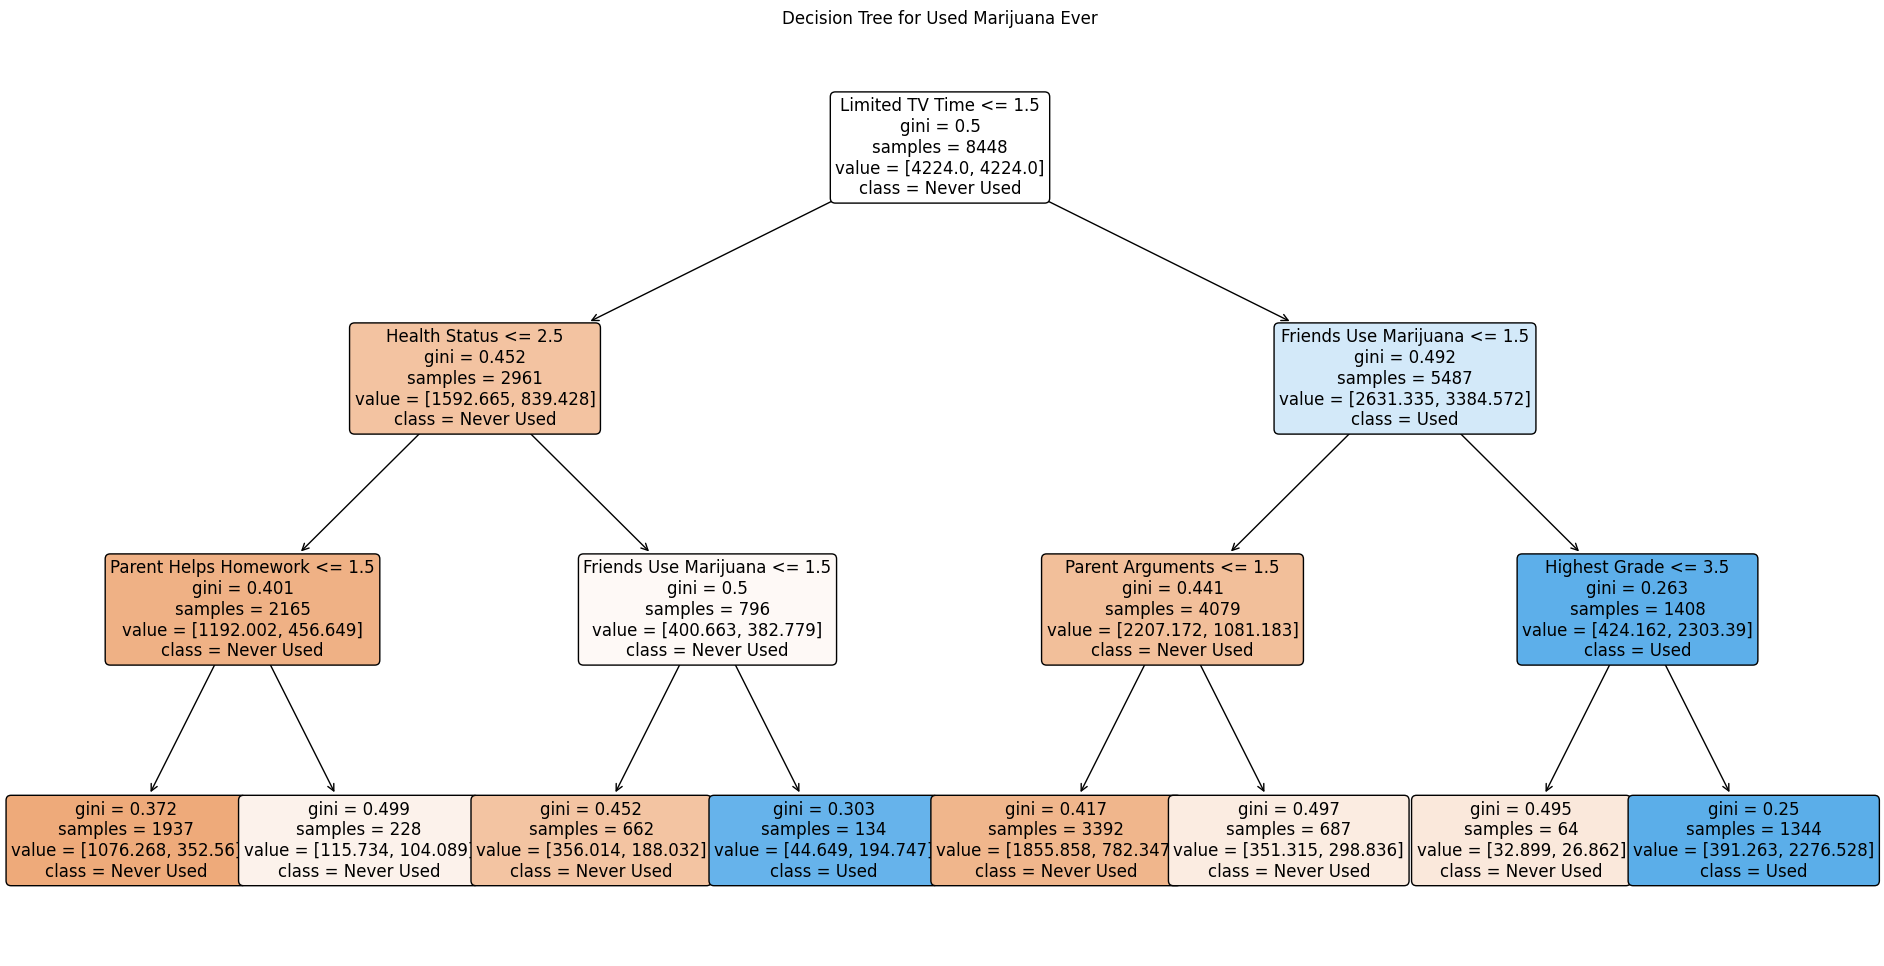 Decision Tree for Used Marijuana Ever
Limited TV Time <= 1.5
gini = 0.5
samples = 8448
value = [4224.0, 4224.0]
class = Never Used
Health Status <= 2.5
gini = 0.452
samples = 2961
value = [1592.665, 839.428]
class = Never Used
Friends Use Marijuana <= 1.5
gini = 0.492
samples = 5487
value = [2631.335, 3384.572]
class = Used
Parent Helps Homework <= 1.5
gini = 0.401
samples = 2165
value = [1192.002, 456.649]
class = Never Used
Friends Use Marijuana <= 1.5
gini = 0.5
samples = 796
value = [400.663, 382.779]
class = Never Used
Parent Arguments <= 1.5
gini = 0.441
samples = 4079
value = [2207.172, 1081.183]
class = Never Used
Highest Grade <= 3.5
gini = 0.263
samples = 1408
value = [424.162, 2303.39]
class = Used
gini = 0.372
samples = 1937
value = [1076.268, 352.56]
class = Never Used
gini = 0.499
samples = 228
value = [115.734, 104.089]
class = Never Used
gini = 0.452
samples = 662
value = [356.014, 188.032]
class = Never Used
gini = 0.303
samples = 134
value = [44.649, 194.747]
class = Used
gini = 0.417
samples = 3392
value = [1855.858, 782.347
class = Never Used
gini = 0.497
samples = 687
value = [351.315, 298.836]
class = Never Used
gini = 0.495
samples = 64
value = [32.899, 26.862]
class = Never Used
gini = 0.25
samples = 1344
value = [391.263, 2276.528]
class = Used